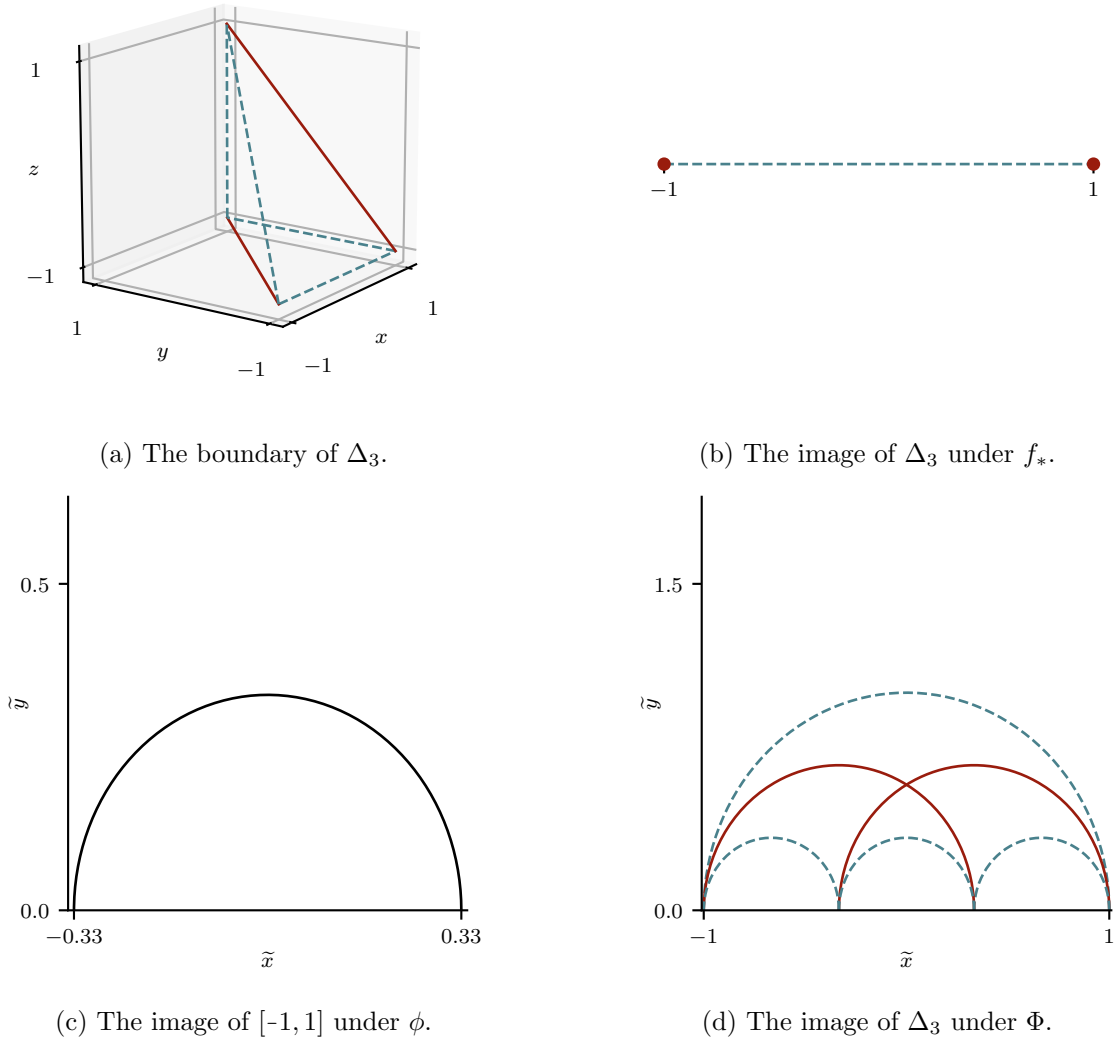 1
z
−1
1
y
−1
−1
x
1
−1
1
(a) The boundary of Δ₃.
(b) The image of Δ₃ under f∗.
0.5
ỹ
0.0
−0.33
0.33
x̃
1.5
ỹ
0.0
−1
1
x̃
(c) The image of [-1, 1] under ϕ.
(d) The image of Δ₃ under Φ.